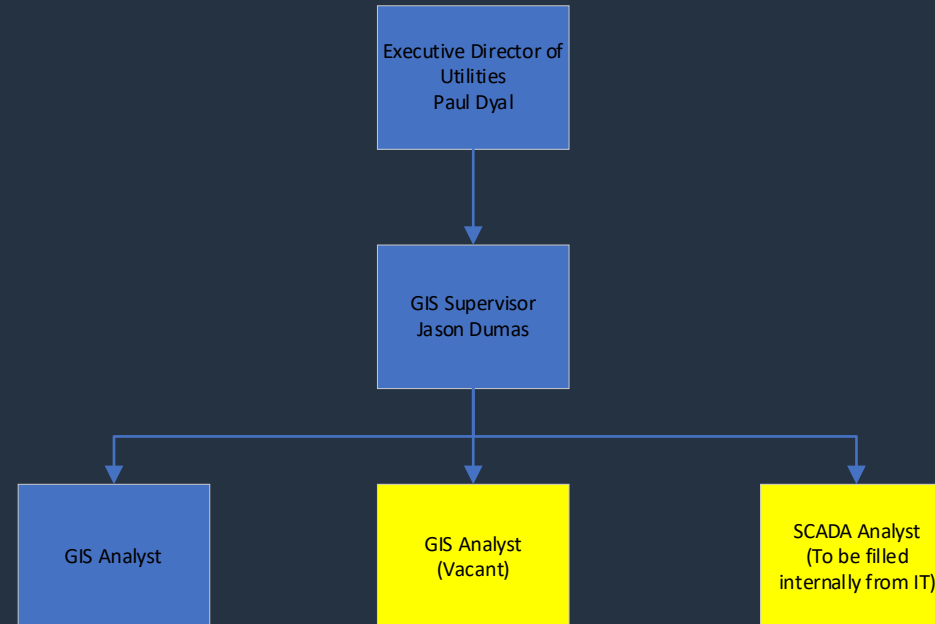 Executive Director of
Utilities
Paul Dyal
GIS Supervisor
Jason Dumas
GIS Analyst
GIS Analyst
(Vacant)
SCADA Analyst
(To be filled
internally from IT)